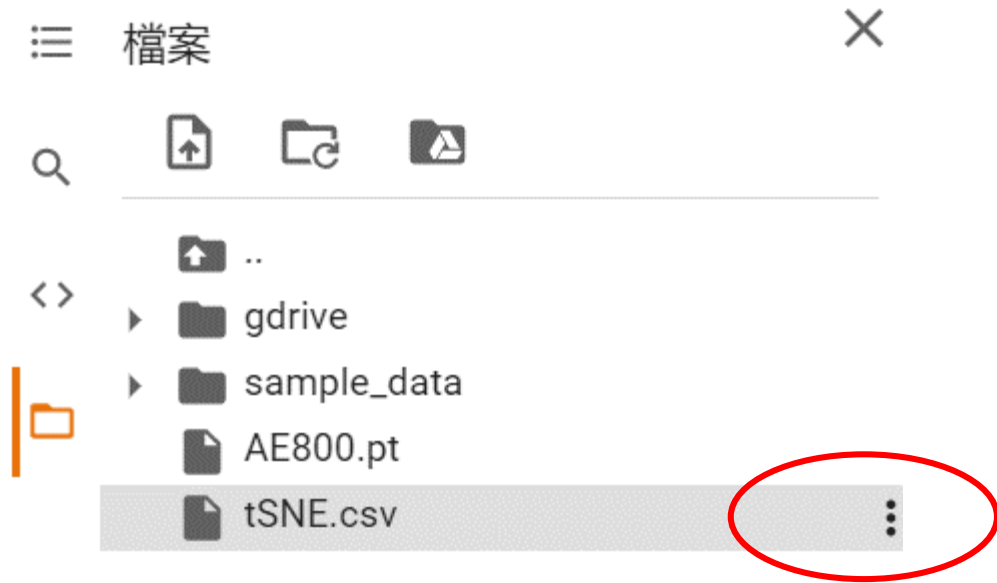 檔案
..
gdrive
sample_data
AE800.pt
tSNE.csv